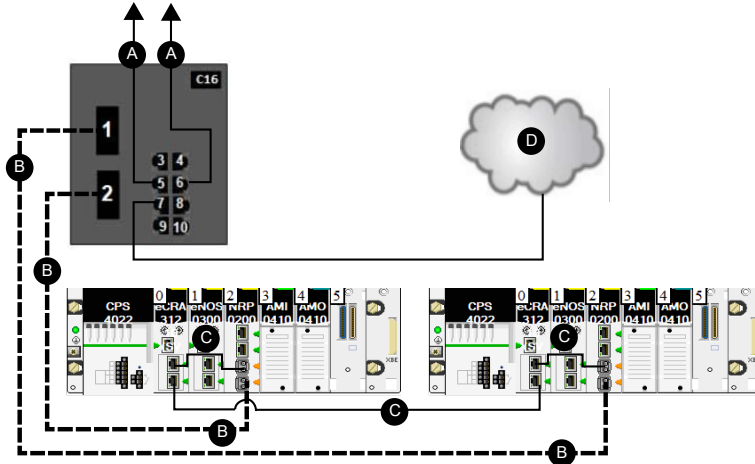 A A
C16
1
3 4
B
D
5 6
2
7 8
9 10
B
0 1 2 3 4 5
CPS eCRA eNOS NRP AMI AMO
4022 312 0300 0200 0410 0410
C
0 1 2 3 4 5
CPS eCRA eNOS NRP AMI AMO
4022 312 0300 0200 0410 0410
C
C
B
B